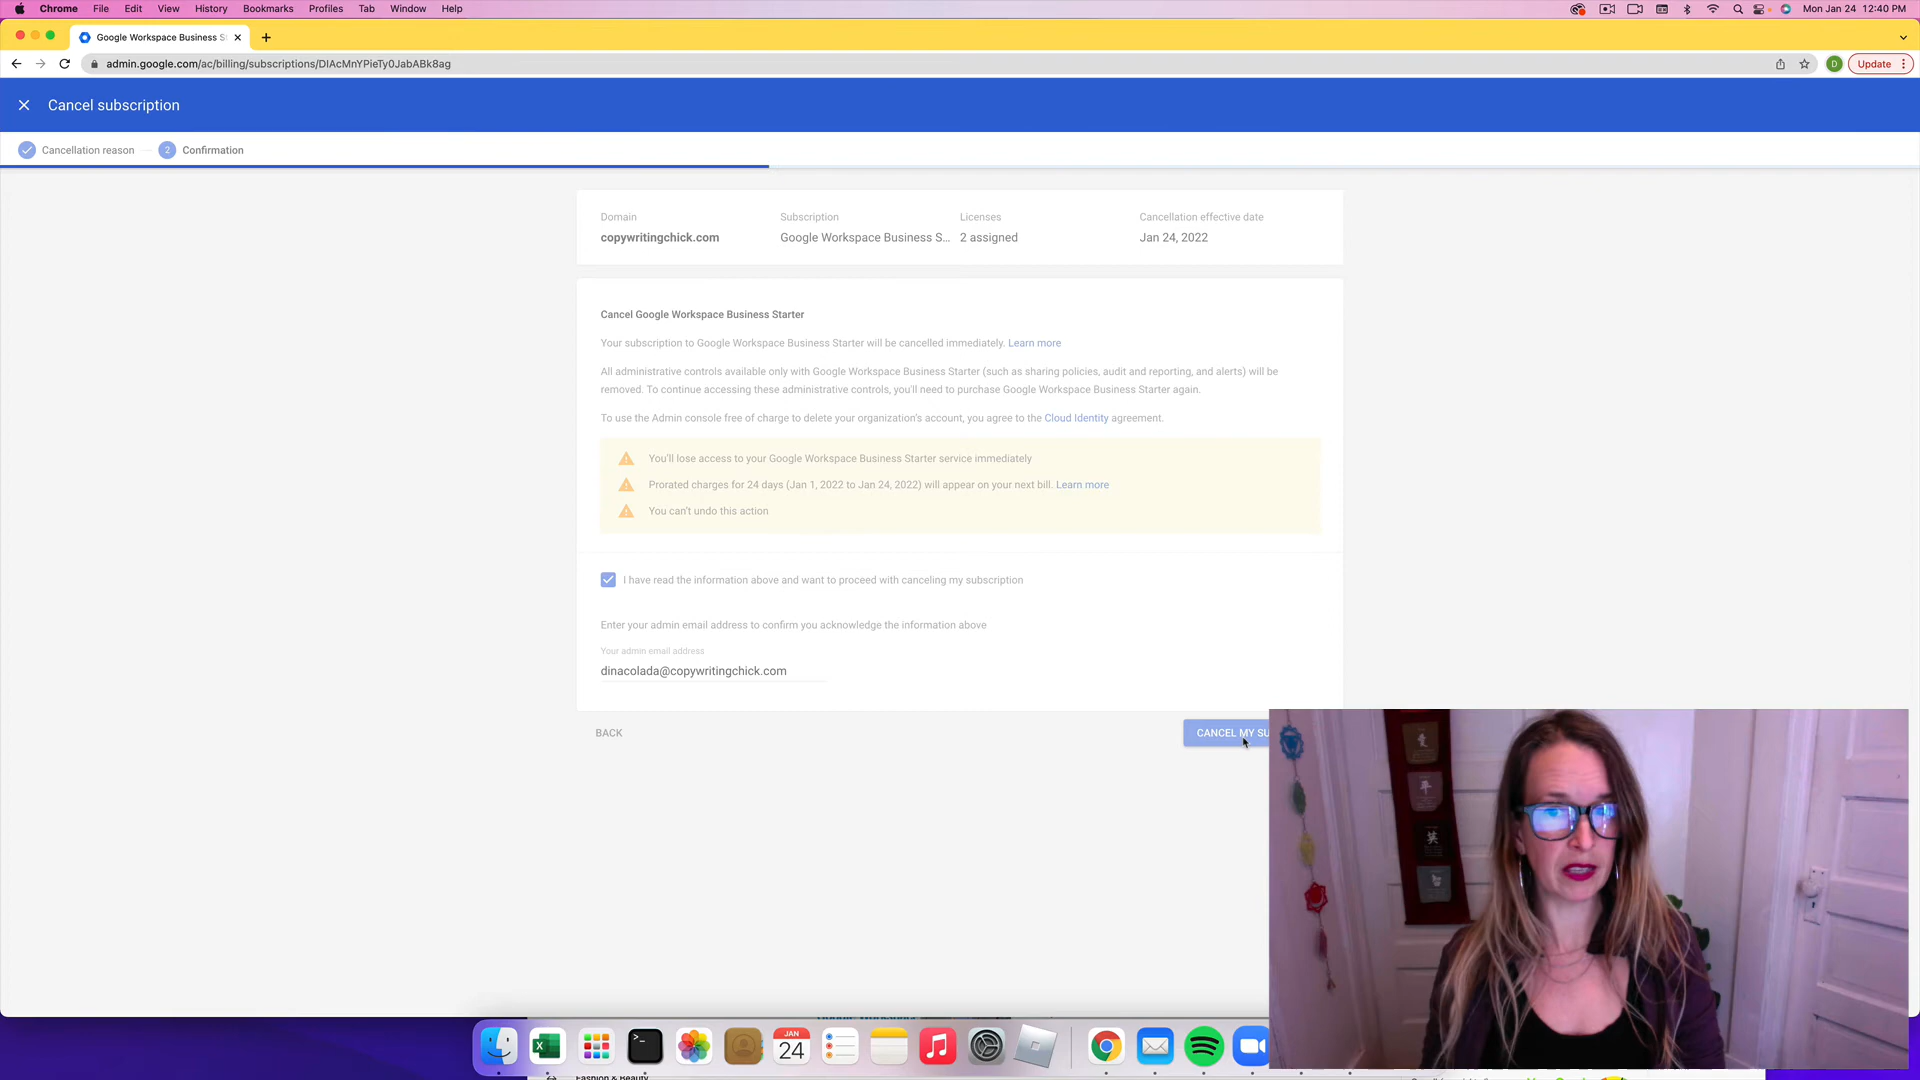 Chrome File Edit View History Bookmarks Profiles Tab Window Help
Mon Jan 24 12:40 PM
Google Workspace Business S
admin.google.com/ac/billing/subscriptions/DIAcMnYPieTy0JabABk8ag
D
Update
Cancel subscription
Cancellation reason
2 Confirmation
Domain Subscription Licenses Cancellation effective date
copywritingchick.com Google Workspace Business S... 2 assigned Jan 24, 2022
Cancel Google Workspace Business Starter
Your subscription to Google Workspace Business Starter will be cancelled immediately. Learn more
All administrative controls available only with Google Workspace Business Starter (such as sharing policies, audit and reporting, and alerts) will be
removed. To continue accessing these administrative controls, you'll need to purchase Google Workspace Business Starter again.
To use the Admin console free of charge to delete your organization's account, you agree to the Cloud Identity agreement.
You'll lose access to your Google Workspace Business Starter service immediately
Prorated charges for 24 days (Jan 1, 2022 to Jan 24, 2022) will appear on your next bill. Learn more
You can't undo this action
I have read the information above and want to proceed with canceling my subscription
Enter your admin email address to confirm you acknowledge the information above
Your admin email address
dinacolada@copywritingchick.com
BACK
CANCEL MY SU
JAN
24
Fashion & Beauty